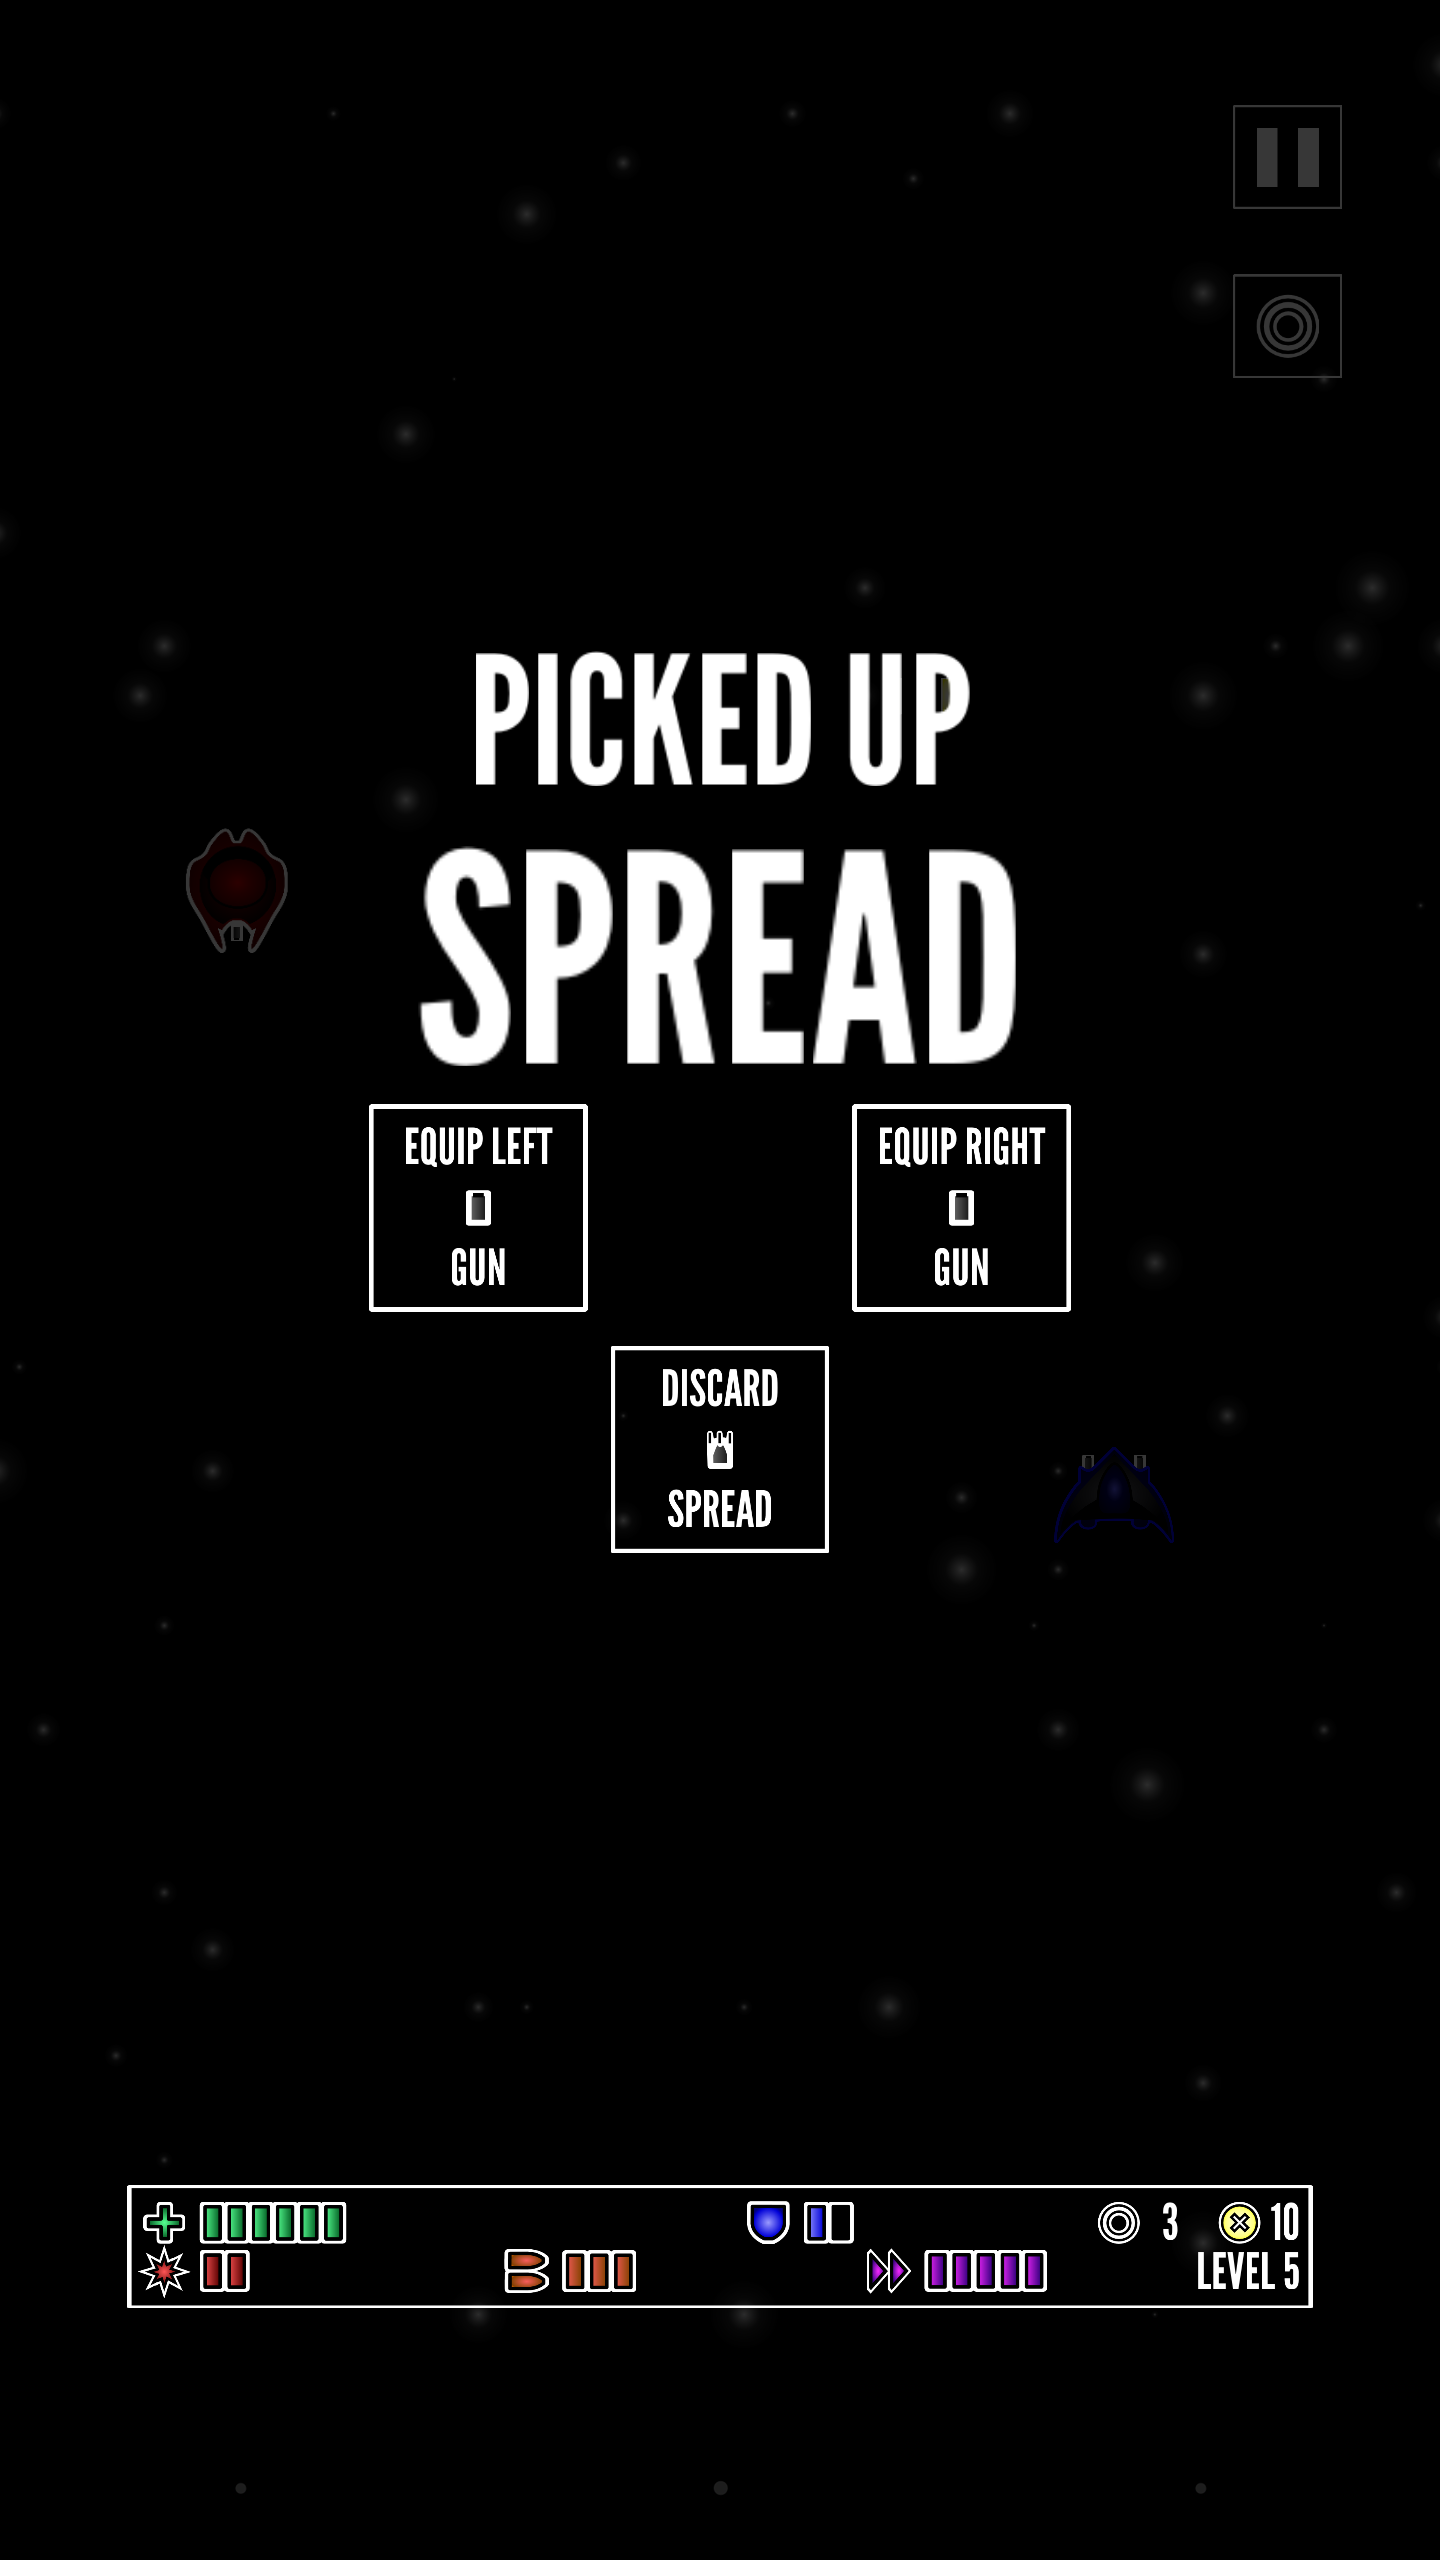 PICKED UP
SPREAD
EQUIP LEFT
GUN
EQUIP RIGHT
GUN
DISCARD
SPREAD
3
10
LEVEL 5